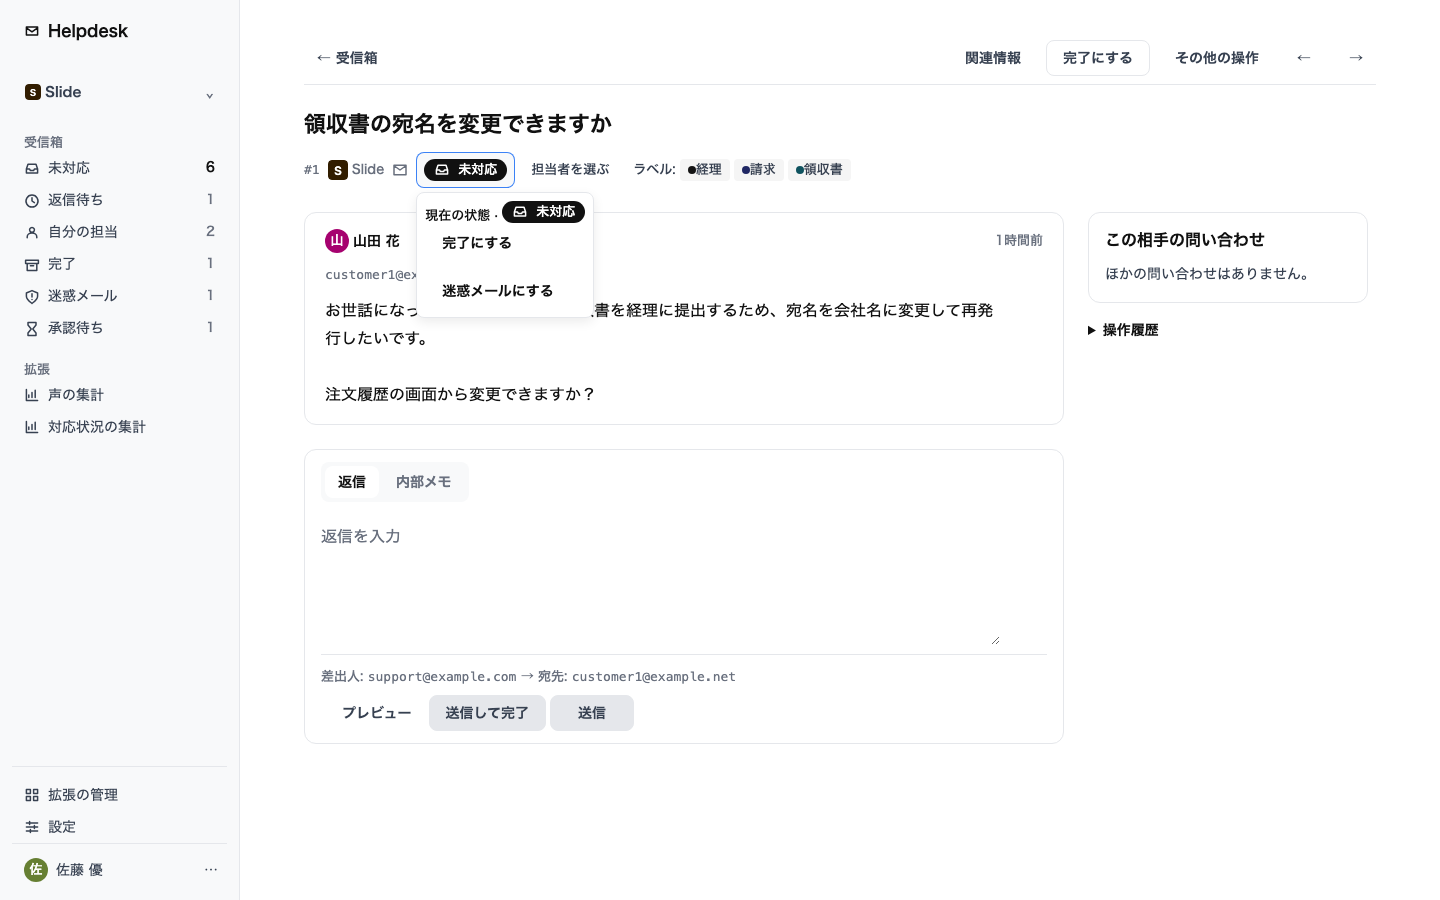 Helpdesk
S Slide
受信箱
未対応 6
返信待ち 1
自分の担当 2
完了 1
迷惑メール 1
承認待ち 1
拡張
声の集計
対応状況の集計
拡張の管理
設定
佐 佐藤 優 ...
← 受信箱 関連情報 完了にする その他の操作 ← →
領収書の宛名を変更できますか
#1 S Slide 未対応 担当者を選ぶ ラベル: 経理 請求 領収書
現在の状態 · 未対応
完了にする
迷惑メールにする
山 山田 花 1時間前
customer1@ex
お世話になっ
書を経理に提出するため、宛名を会社名に変更して再発
行したいです。
注文履歴の画面から変更できますか？
返信 内部メモ
返信を入力
差出人: support@example.com → 宛先: customer1@example.net
プレビュー 送信して完了 送信
この相手の問い合わせ
ほかの問い合わせはありません。
▶ 操作履歴